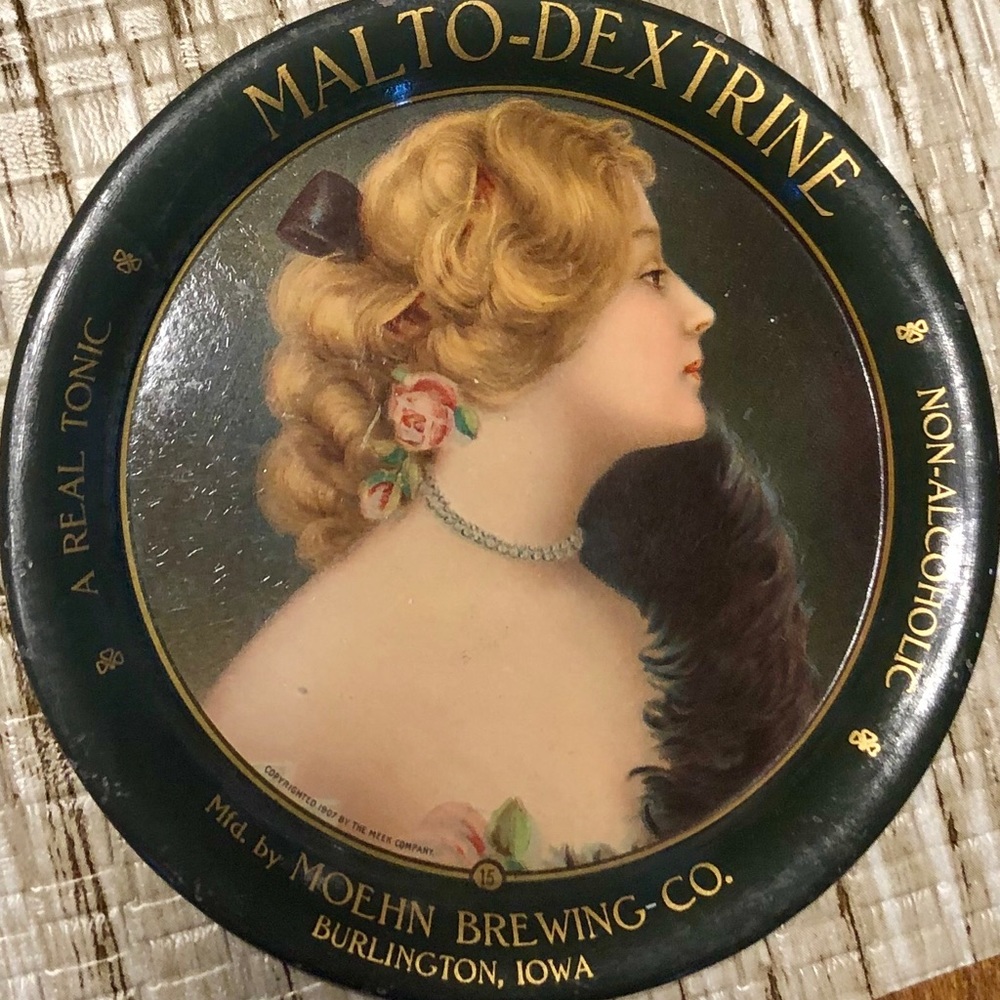 MALTO-DEXTRINE
A REAL TONIC
NON-ALCOHOLIC
COPYRIGHTED 1907 BY THE MEEK COMPANY
15
Mfd. by MOEHN BREWING-CO.
BURLINGTON, IOWA